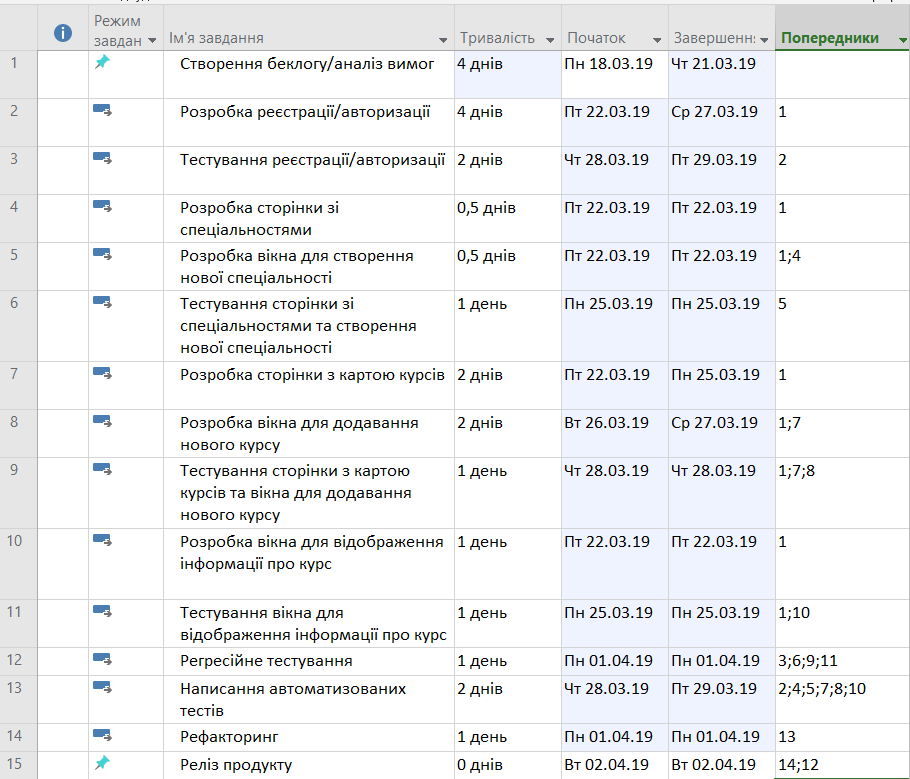 Режим
завдан Ім'я завдання Тривалість Початок Завершенн: Попередники
1 Створення беклогу/аналіз вимог 4 днів Пн 18.03.19 Чт 21.03.19
2 Розробка реєстрації/авторизації 4 днів Пт 22.03.19 Ср 27.03.19 1
3 Тестування реєстрації/авторизації 2 днів Чт 28.03.19 Пт 29.03.19 2
4 Розробка сторінки зі 0,5 днів Пт 22.03.19 Пт 22.03.19 1
спеціальностями
5 Розробка вікна для створення 0,5 днів Пт 22.03.19 Пт 22.03.19 1;4
нової спеціальності
6 Тестування сторінки зі 1 день Пн 25.03.19 Пн 25.03.19 5
спеціальностями та створення
нової спеціальності
7 Розробка сторінки з картою курсів 2 днів Пт 22.03.19 Пн 25.03.19 1
8 Розробка вікна для додавання 2 днів Вт 26.03.19 Ср 27.03.19 1;7
нового курсу
9 Тестування сторінки з картою 1 день Чт 28.03.19 Чт 28.03.19 1;7;8
курсів та вікна для додавання
нового курсу
10 Розробка вікна для відображення 1 день Пт 22.03.19 Пт 22.03.19 1
інформації про курс
11 Тестування вікна для 1 день Пн 25.03.19 Пн 25.03.19 1;10
відображення інформації про курс
12 Регресійне тестування 1 день Пн 01.04.19 Пн 01.04.19 3;6;9;11
13 Написання автоматизованих 2 днів Чт 28.03.19 Пт 29.03.19 2;4;5;7;8;10
тестів
14 Рефакторинг 1 день Пн 01.04.19 Пн 01.04.19 13
15 Реліз продукту 0 днів Вт 02.04.19 Вт 02.04.19 14;12